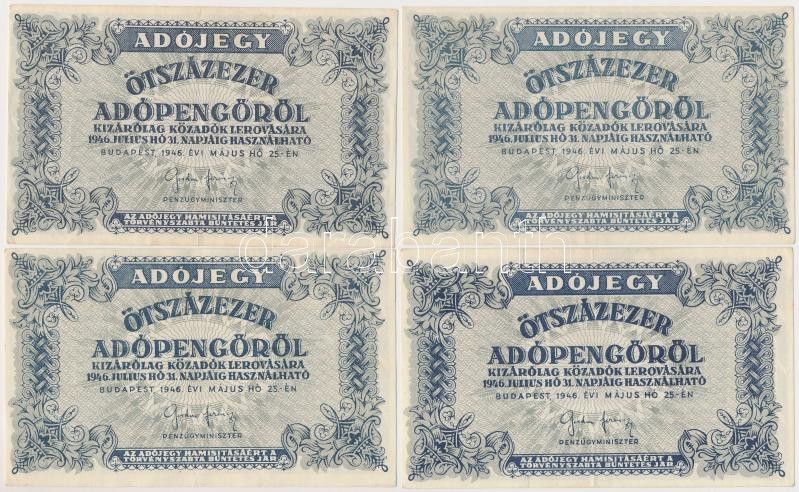 ADÓJEGY
ÖTSZÁZEZER
ADÓPENGŐRŐL
KIZÁRÓLAG KÖZADÓK LEROVÁSÁRA
1946. JULIUS HÓ 31. NAPJÁIG HASZNÁLHATÓ
BUDAPEST, 1946. ÉVI MÁJUS HÓ 25.-ÉN
PÉNZÜGYMINISZTER
AZ ADÓJEGY HAMISITÁSÁÉRT A
TÖRVÉNYSZABTA BÜNTETÉS JÁR
ADÓJEGY
ÖTSZÁZEZER
ADÓPENGŐRŐL
KIZÁRÓLAG KÖZADÓK LEROVÁSÁRA
1946. JULIUS HÓ 31. NAPJÁIG HASZNÁLHATÓ
BUDAPEST, 1946. ÉVI MÁJUS HÓ 25.-ÉN
PÉNZÜGYMINISZTER
AZ ADÓJEGY HAMISITÁSÁÉRT A
TÖRVÉNYSZABTA BÜNTETÉS JÁR
darabanth
ADÓJEGY
ÖTSZÁZEZER
ADÓPENGŐRŐL
KIZÁRÓLAG KÖZADÓK LEROVÁSÁRA
1946. JULIUS HÓ 31. NAPJÁIG HASZNÁLHATÓ
BUDAPEST, 1946. ÉVI MÁJUS HÓ 25.-ÉN
PÉNZÜGYMINISZTER
AZ ADÓJEGY HAMISITÁSÁÉRT A
TÖRVÉNYSZABTA BÜNTETÉS JÁR
ADÓJEGY
ÖTSZÁZEZER
ADÓPENGŐRŐL
KIZÁRÓLAG KÖZADÓK LEROVÁSÁRA
1946. JULIUS HÓ 31. NAPJÁIG HASZNÁLHATÓ
BUDAPEST, 1946. ÉVI MÁJUS HÓ 25.-ÉN
PÉNZÜGYMINISZTER
AZ ADÓJEGY HAMISITÁSÁÉRT A
TÖRVÉNYSZABTA BÜNTETÉS JÁR